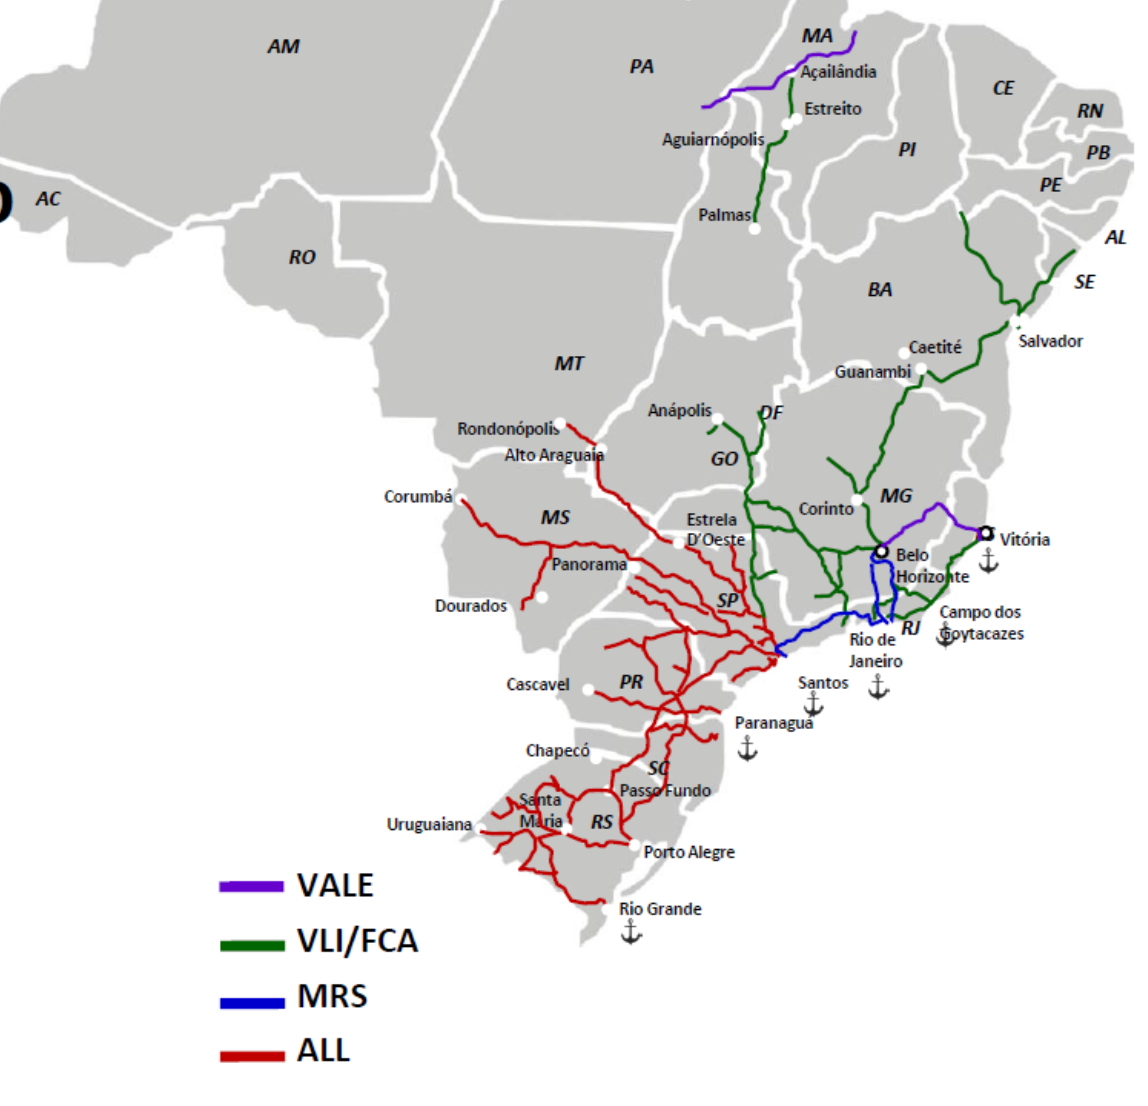 MA
AM
PA
Açailândia
CE
Estreito
RN
Aguiarnópolis
PI
PB
PE
AC
Palmas
AL
RO
SE
BA
Salvador
Caetité
Guanambi
MT
Anápolis
DF
Rondonópolis
Alto Araguaia
GO
Corumbá
MG
Corinto
MS
Estrela
D'Oeste
Vitória
Belo
Horizonte
Panorama
Dourados
SP
Campo dos
Goytacazes
RJ
Rio de
Janeiro
Cascavel
PR
Santos
Paranaguá
Chapecó
SC
Passo Fundo
Santa
Maria
RS
Uruguaiana
Porto Alegre
Rio Grande
VALE
VLI/FCA
MRS
ALL